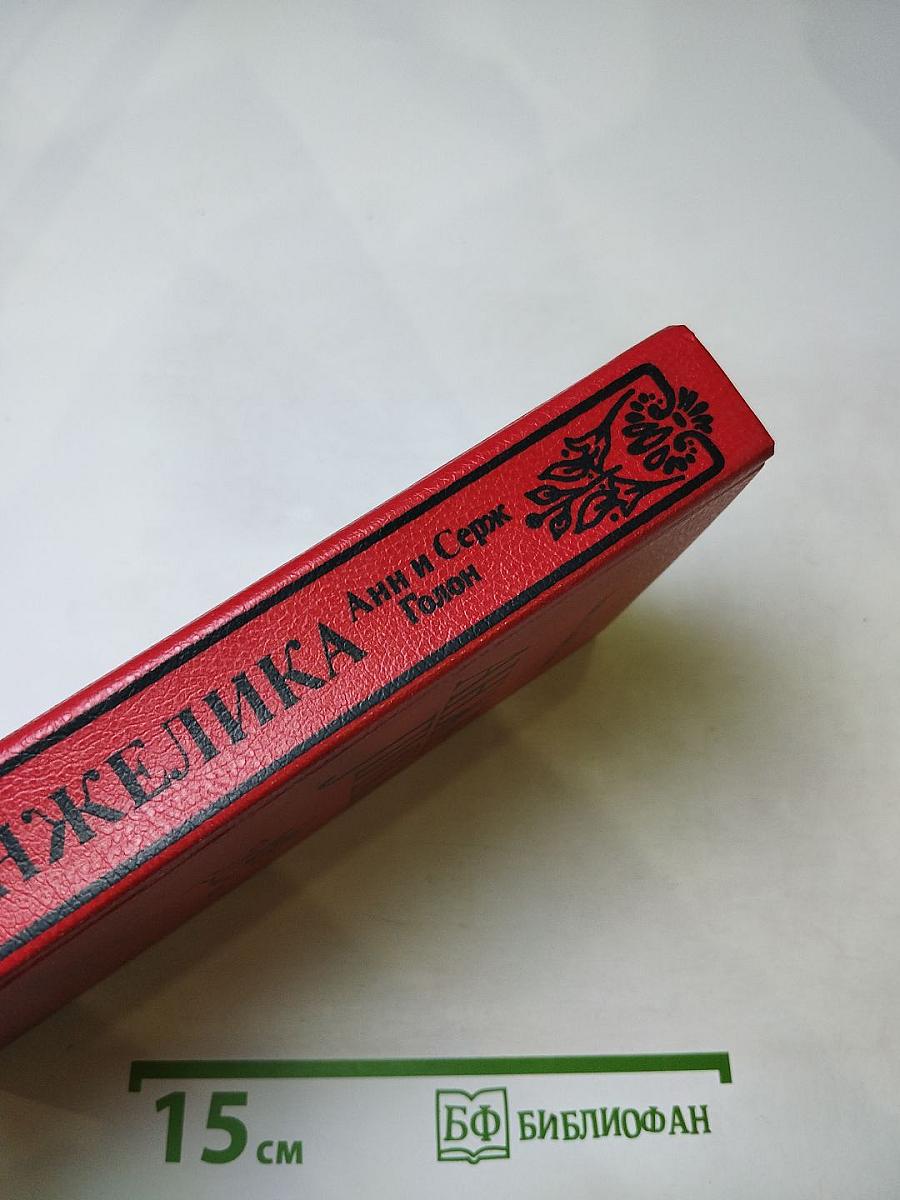 Анн и Серж
Голон
НЖЕЛИКА
15 см
БФ БИБЛИОФАН